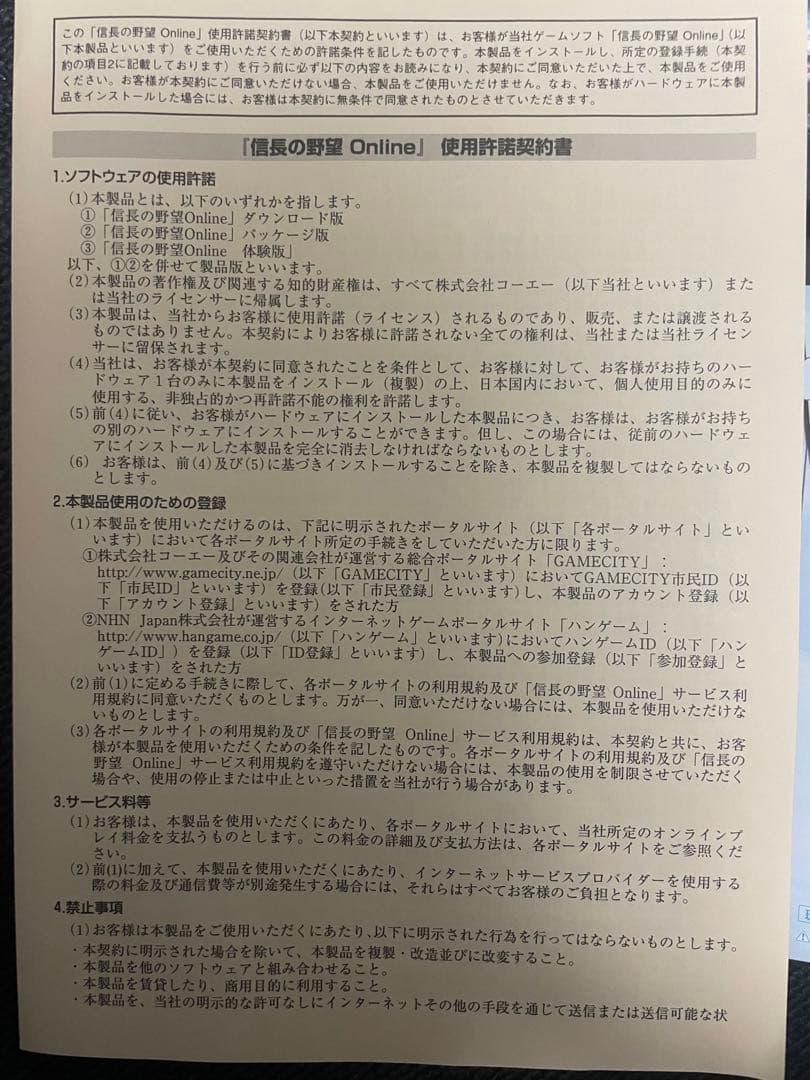 この「信長の野望 Online」使用許諾契約書（以下本契約といいます）は、お客様が当社ゲームソフト「信長の野望 Online」（以
下本製品といいます）をご使用いただくための許諾条件を記したものです。本製品をインストールし、所定の登録手続（本契
約の項目2に記載しております）を行う前に必ず以下の内容をお読みになり、本契約にご同意いただいた上で、本製品をご使用
ください。お客様が本契約にご同意いただけない場合、本製品をご使用いただけません。なお、お客様がハードウェアに本製
品をインストールした場合には、お客様は本契約に無条件で同意されたものとさせていただきます。
『信長の野望 Online』 使用許諾契約書
1.ソフトウェアの使用許諾
(1)本製品とは、以下のいずれかを指します。
①「信長の野望Online」ダウンロード版
②「信長の野望Online」パッケージ版
③「信長の野望Online　体験版」
以下、①②を併せて製品版といいます。
(2)本製品の著作権及び関連する知的財産権は、すべて株式会社コーエー（以下当社といいます）また
は当社のライセンサーに帰属します。
(3)本製品は、当社からお客様に使用許諾（ライセンス）されるものであり、販売、または譲渡される
ものではありません。本契約によりお客様に許諾されない全ての権利は、当社または当社ライセン
サーに留保されます。
(4)当社は、お客様が本契約に同意されたことを条件として、お客様に対して、お客様がお持ちのハー
ドウェア１台のみに本製品をインストール（複製）の上、日本国内において、個人使用目的のみに
使用する、非独占的かつ再許諾不能の権利を許諾します。
(5)前(4)に従い、お客様がハードウェアにインストールした本製品につき、お客様は、お客様がお持ち
の別のハードウェアにインストールすることができます。但し、この場合には、従前のハードウェ
アにインストールした本製品を完全に消去しなければならないものとします。
(6)　お客様は、前(4)及び(5)に基づきインストールすることを除き、本製品を複製してはならないもの
とします。
2.本製品使用のための登録
(1)本製品を使用いただけるのは、下記に明示されたポータルサイト（以下「各ポータルサイト」とい
います）において各ポータルサイト所定の手続きをしていただいた方に限ります。
①株式会社コーエー及びその関連会社が運営する総合ポータルサイト「GAMECITY」：
http://www.gamecity.ne.jp/（以下「GAMECITY」といいます）においてGAMECITY市民ID（以
下「市民ID」といいます）を登録(以下「市民登録」といいます)し、本製品のアカウント登録（以
下「アカウント登録」といいます）をされた方
②NHN Japan株式会社が運営するインターネットゲームポータルサイト「ハンゲーム」：
http://www.hangame.co.jp/（以下「ハンゲーム」といいます)においてハンゲームID（以下「ハン
ゲームID」）を登録（以下「ID登録」といいます）し、本製品への参加登録（以下「参加登録」と
いいます）をされた方
(2)前(1)に定める手続きに際して、各ポータルサイトの利用規約及び「信長の野望 Online」サービス利
用規約に同意いただくものとします。万が一、同意いただけない場合には、本製品を使用いただけな
いものとします。
(3)各ポータルサイトの利用規約及び「信長の野望 Online」サービス利用規約は、本契約と共に、お客
様が本製品を使用いただくための条件を記したものです。各ポータルサイトの利用規約及び「信長の
野望 Online」サービス利用規約を遵守いただけない場合には、本製品の使用を制限させていただく
場合や、使用の停止または中止といった措置を当社が行う場合があります。
3.サービス料等
(1)お客様は、本製品を使用いただくにあたり、各ポータルサイトにおいて、当社所定のオンラインプ
レイ料金を支払うものとします。この料金の詳細及び支払方法は、各ポータルサイトをご参照くだ
さい。
(2)前(1)に加えて、本製品を使用いただくにあたり、インターネットサービスプロバイダーを使用する
際の料金及び通信費等が別途発生する場合には、それらはすべてお客様のご負担となります。
4.禁止事項
(1)お客様は本製品をご使用いただくにあたり、以下に明示された行為を行ってはならないものとします。
・本契約に明示された場合を除いて、本製品を複製・改造並びに改変すること。
・本製品を他のソフトウェアと組み合わせること。
・本製品を賃貸したり、商用目的に利用すること。
・本製品を、当社の明示的な許可なしにインターネットその他の手段を通じて送信または送信可能な状